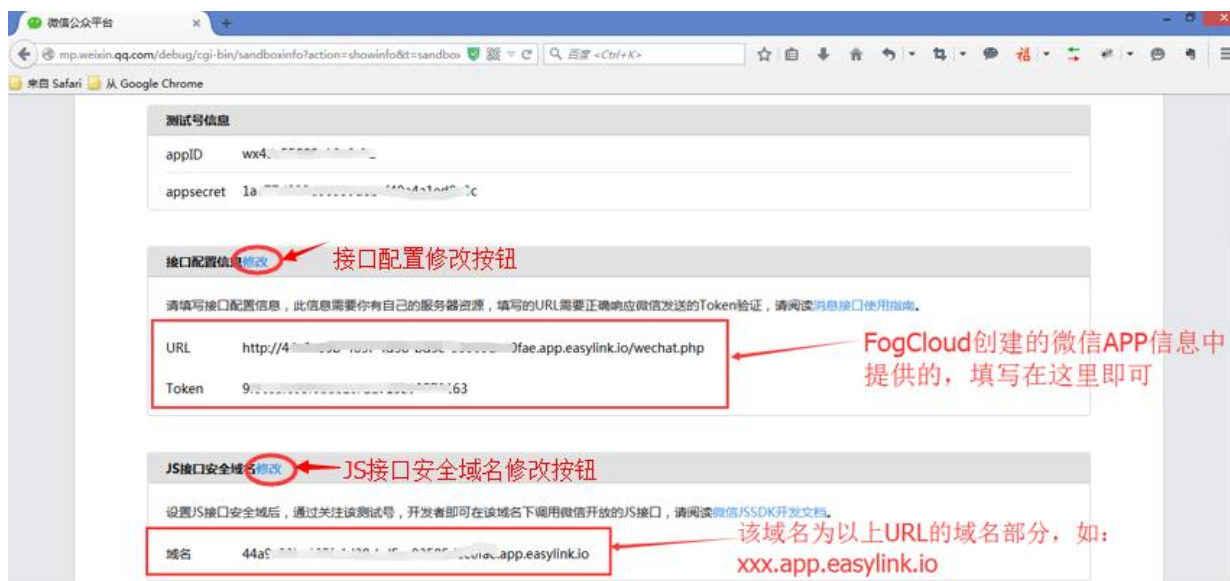 微信公众平台
mp.weixin.qq.com/debug/cgi-bin/sandboxinfo?action=showinfo&t=sandbox
百度 <Ctrl+K>
来自 Safari 从 Google Chrome
测试号信息
appID wx4
appsecret 1a
接口配置信息修改 接口配置修改按钮
请填写接口配置信息，此信息需要你有自己的服务器资源，填写的URL需要正确响应微信发送的Token验证，请阅读消息接口使用指南。
URL http://4 0fae.app.easylink.io/wechat.php
FogCloud创建的微信APP信息中
提供的，填写在这里即可
Token 9 163
JS接口安全域名修改 JS接口安全域名修改按钮
设置JS接口安全域后，通过关注该测试号，开发者即可在该域名下调用微信开放的JS接口，请阅读微信JSSDK开发文档。
域名 44a9 .app.easylink.io
该域名为以上URL的域名部分，如：
xxx.app.easylink.io